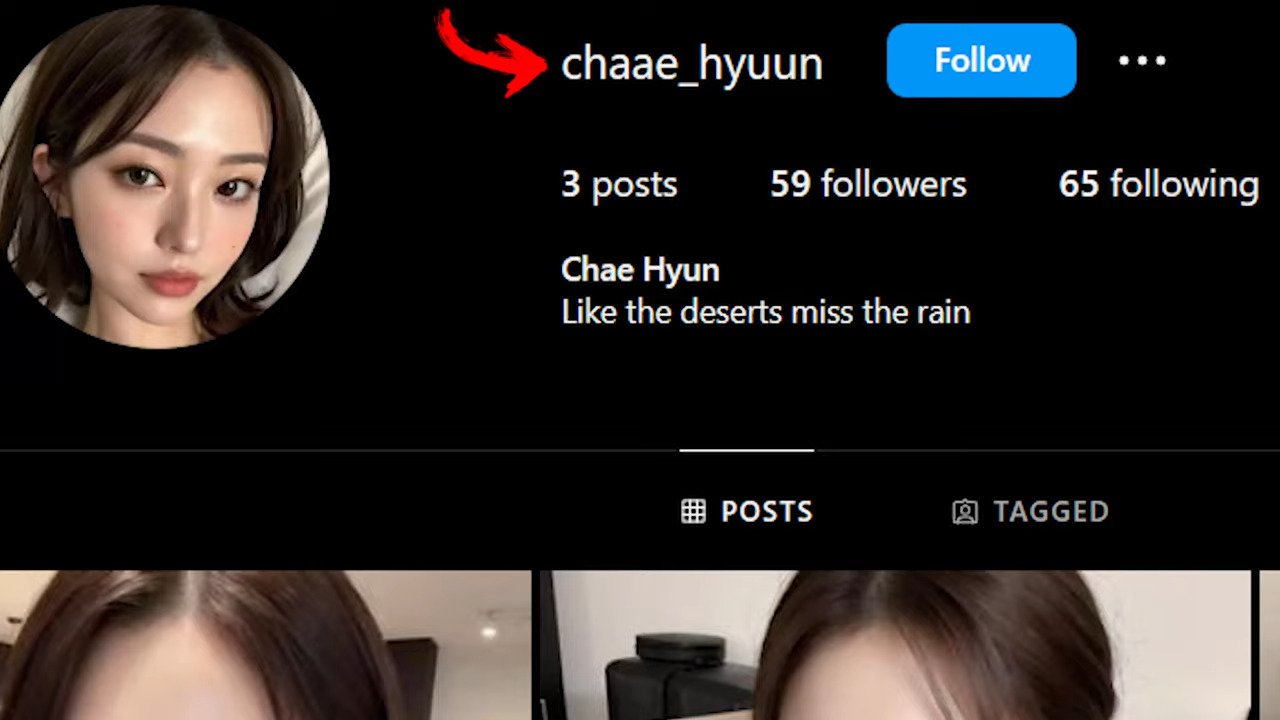 chaae_hyuun Follow
3 posts 59 followers 65 following
Chae Hyun
Like the deserts miss the rain
POSTS TAGGED